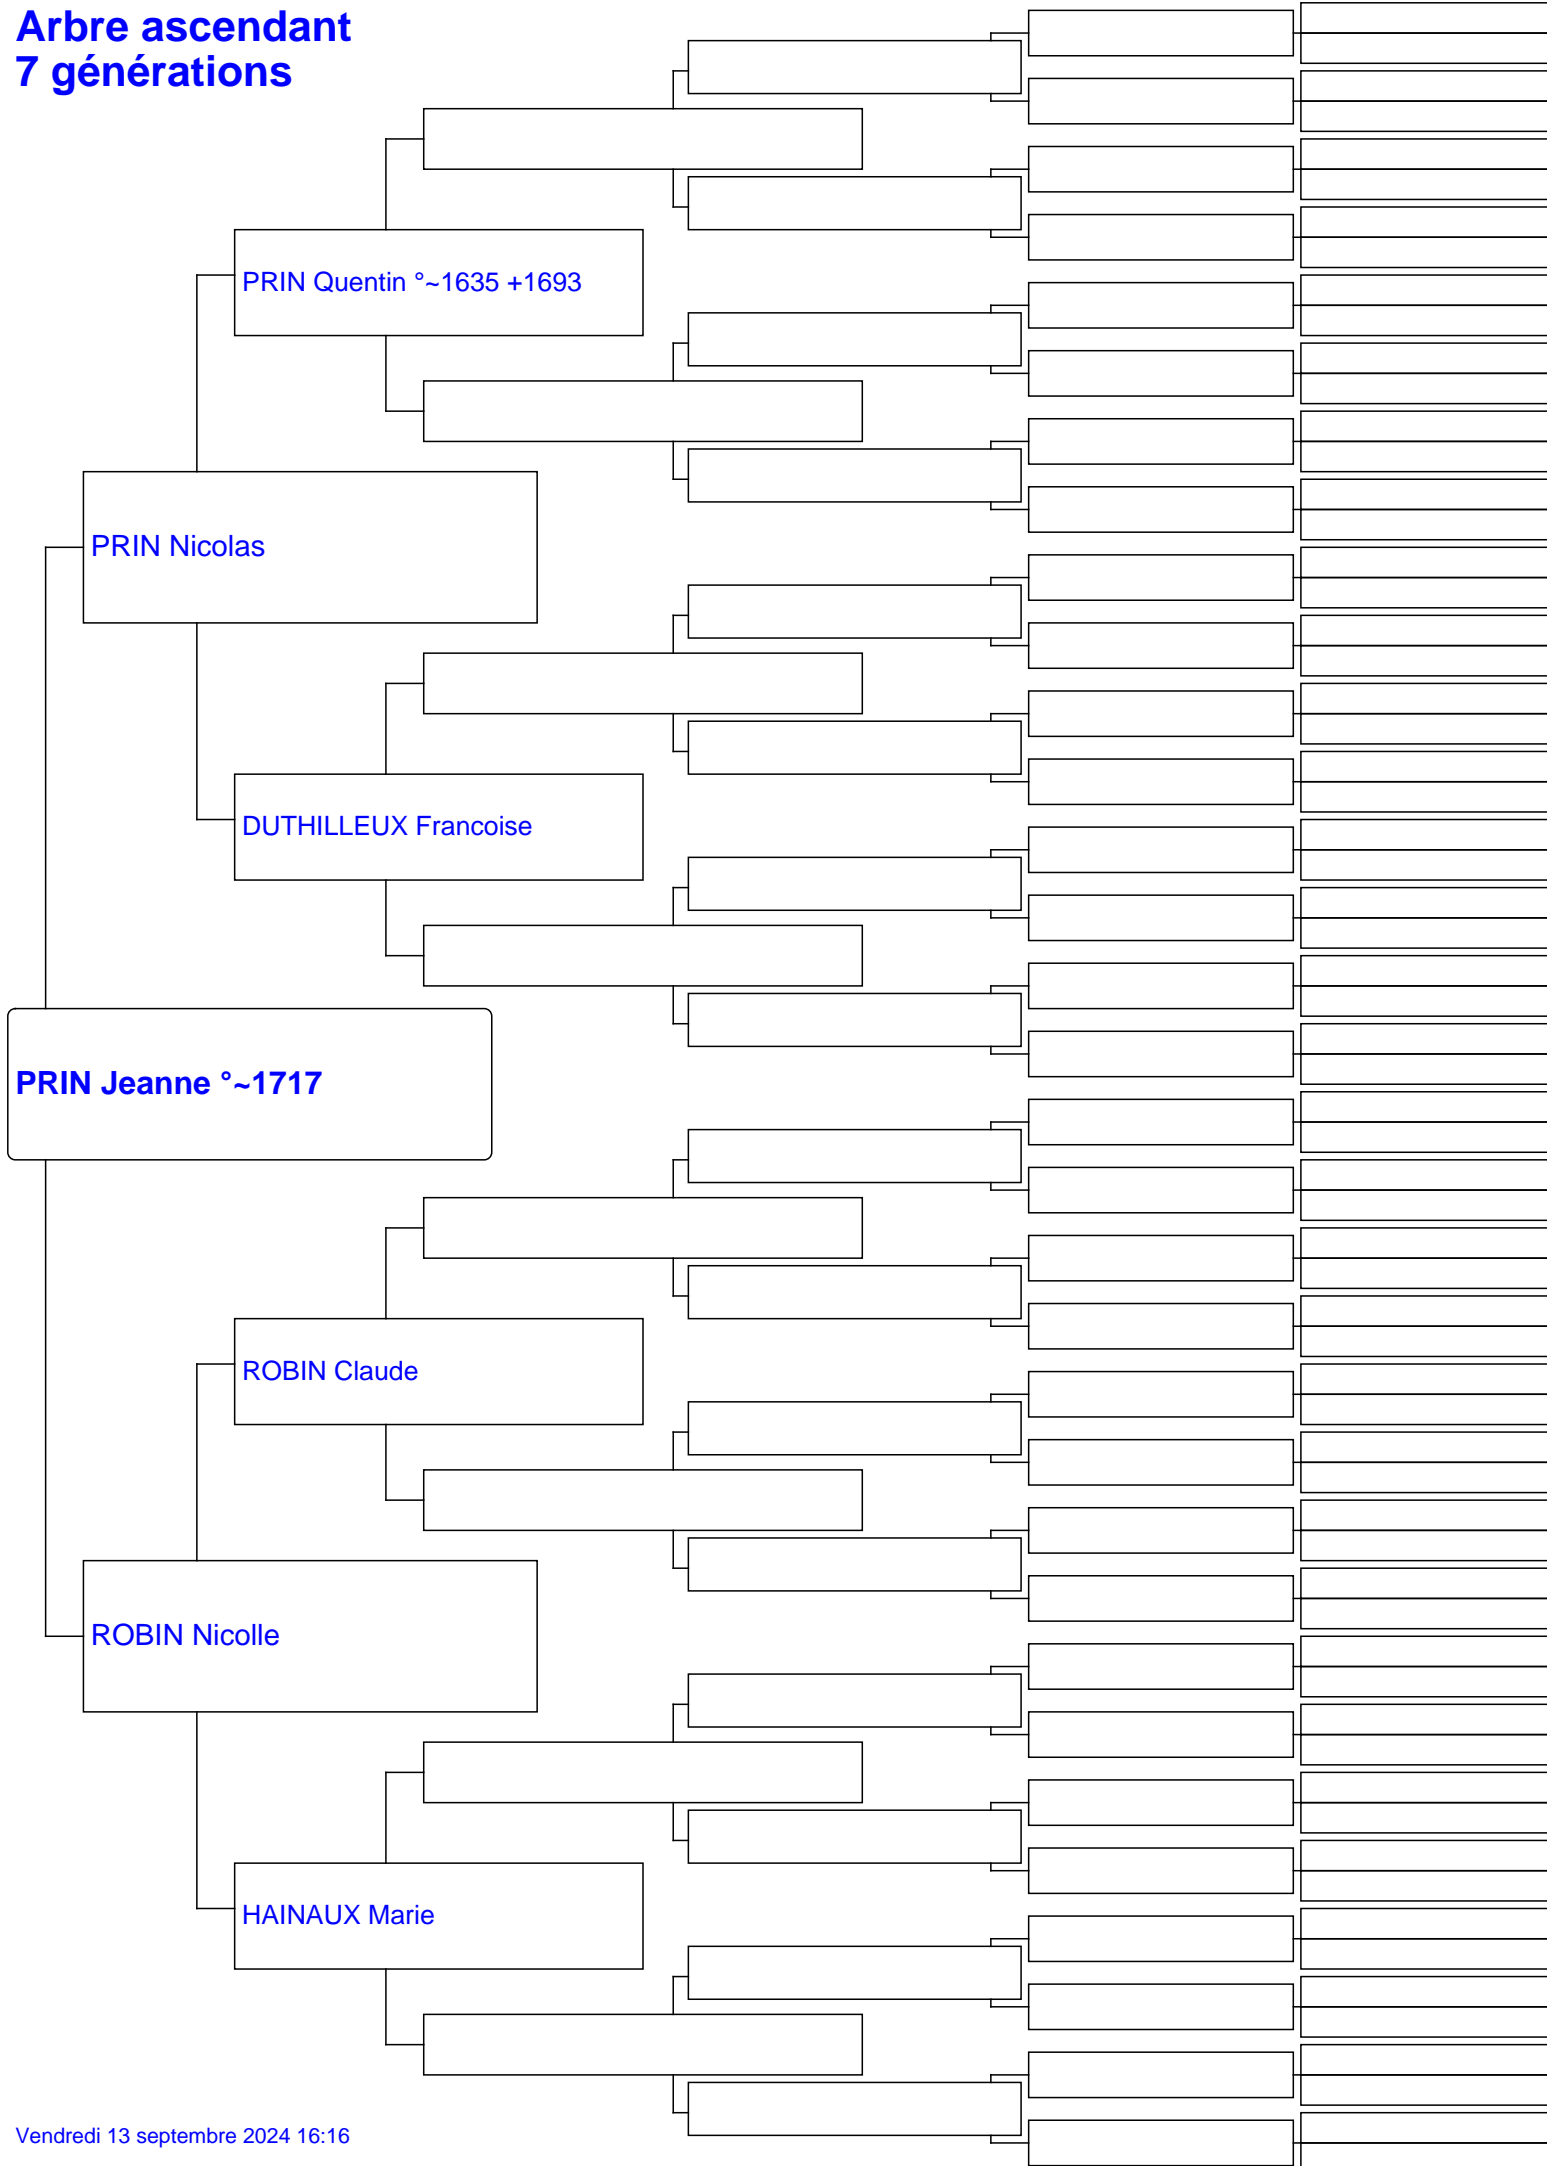 Arbre ascendant
7 générations
PRIN Quentin °~1635 +1693
PRIN Nicolas
DUTHILLEUX Francoise
PRIN Jeanne °~1717
ROBIN Claude
ROBIN Nicolle
HAINAUX Marie
Vendredi 13 septembre 2024 16:16